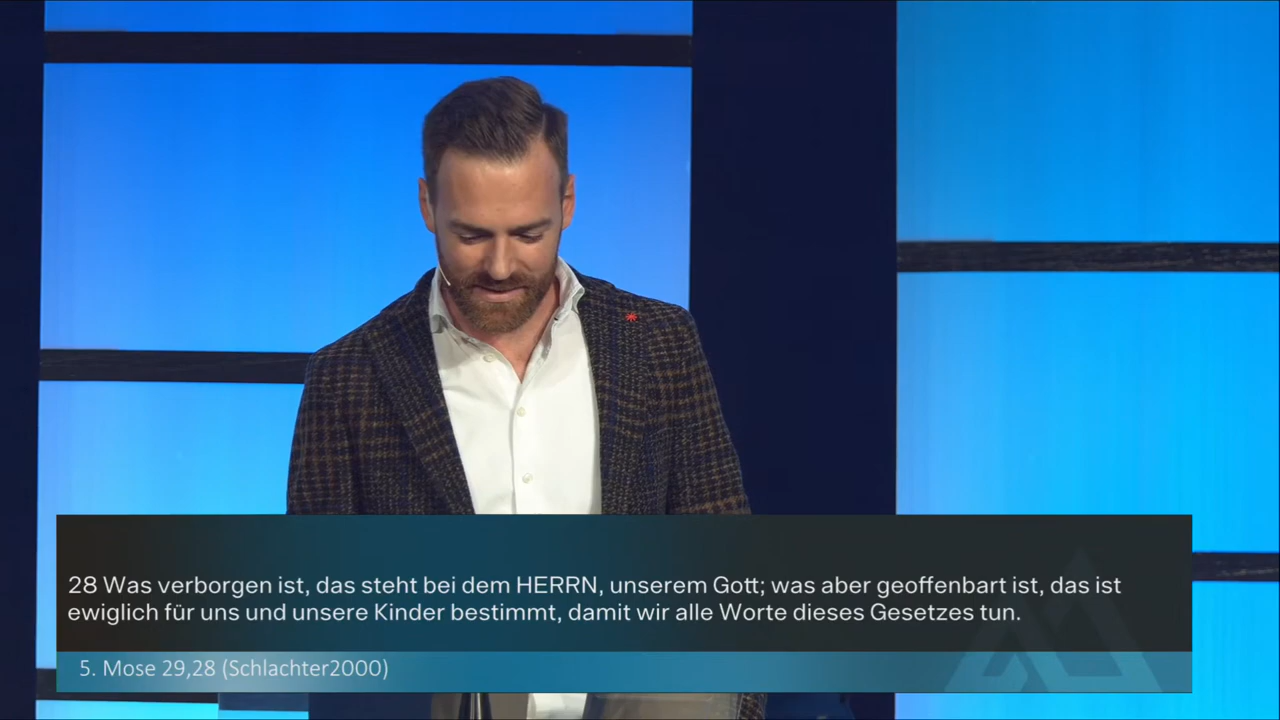 28 Was verborgen ist, das steht bei dem HERRN, unserem Gott; was aber geoffenbart ist, das ist
ewiglich für uns und unsere Kinder bestimmt, damit wir alle Worte dieses Gesetzes tun.
5. Mose 29,28 (Schlachter2000)